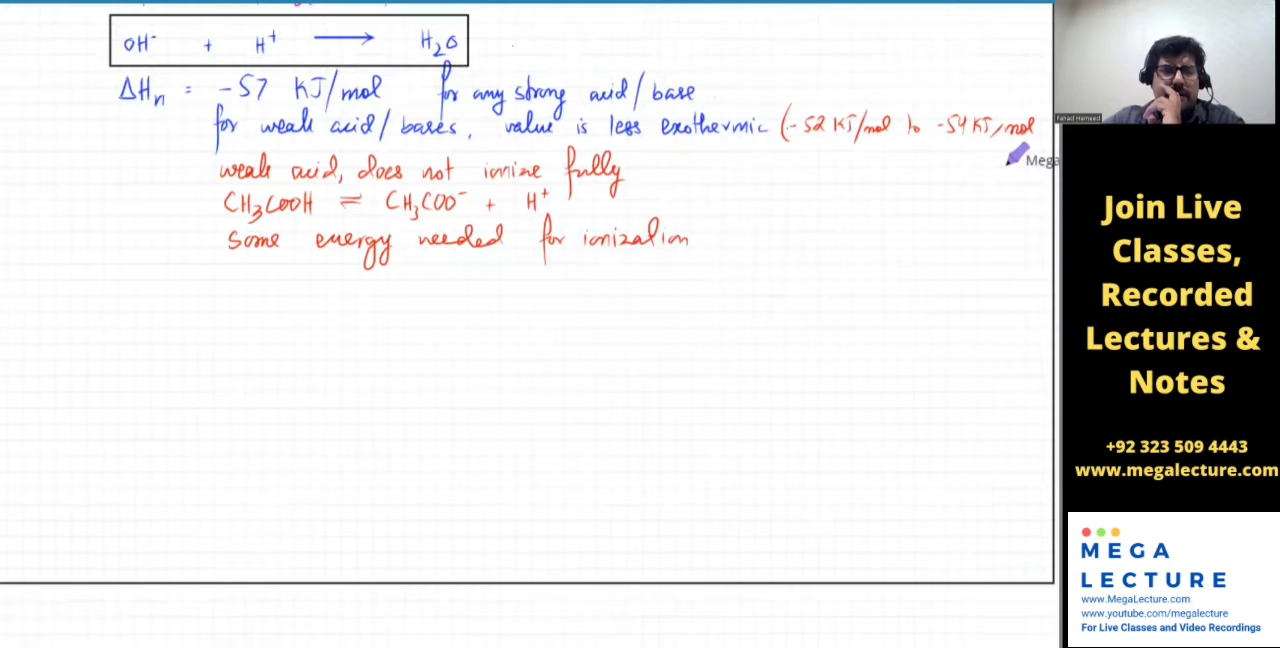 OH⁻ + H⁺ ⟶ H₂O
ΔHₙ = -57 KJ/mol for any strong acid/base
for weak acid/bases, value is less exothermic (-52 KJ/mol to -54 KJ/mol
weak acid, does not ionize fully
CH₃COOH ⇌ CH₃COO⁻ + H⁺
Some energy needed for ionization
Mega
Fahad Hameed
Join Live
Classes,
Recorded
Lectures &
Notes
+92 323 509 4443
www.megalecture.com
MEGA
LECTURE
www.MegaLecture.com
www.youtube.com/megalecture
For Live Classes and Video Recordings